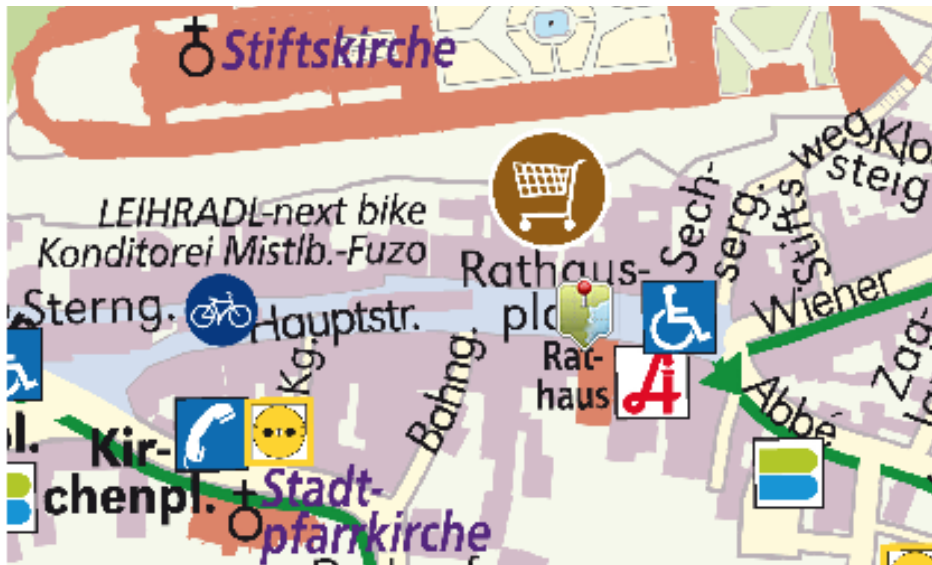 Stiftskirche
weg
Klo
steig
Stifts
Sech-
serg.
LEIHRADL-next bike
Konditorei Mistlb.-Fuzo
Rathaus-
Sterng.
Hauptstr.
Wiener
Rat-
haus
Kg.
Bahng.
Zag-
Abbé
Kir-
chenpl.
Stadt-
pfarrkirche